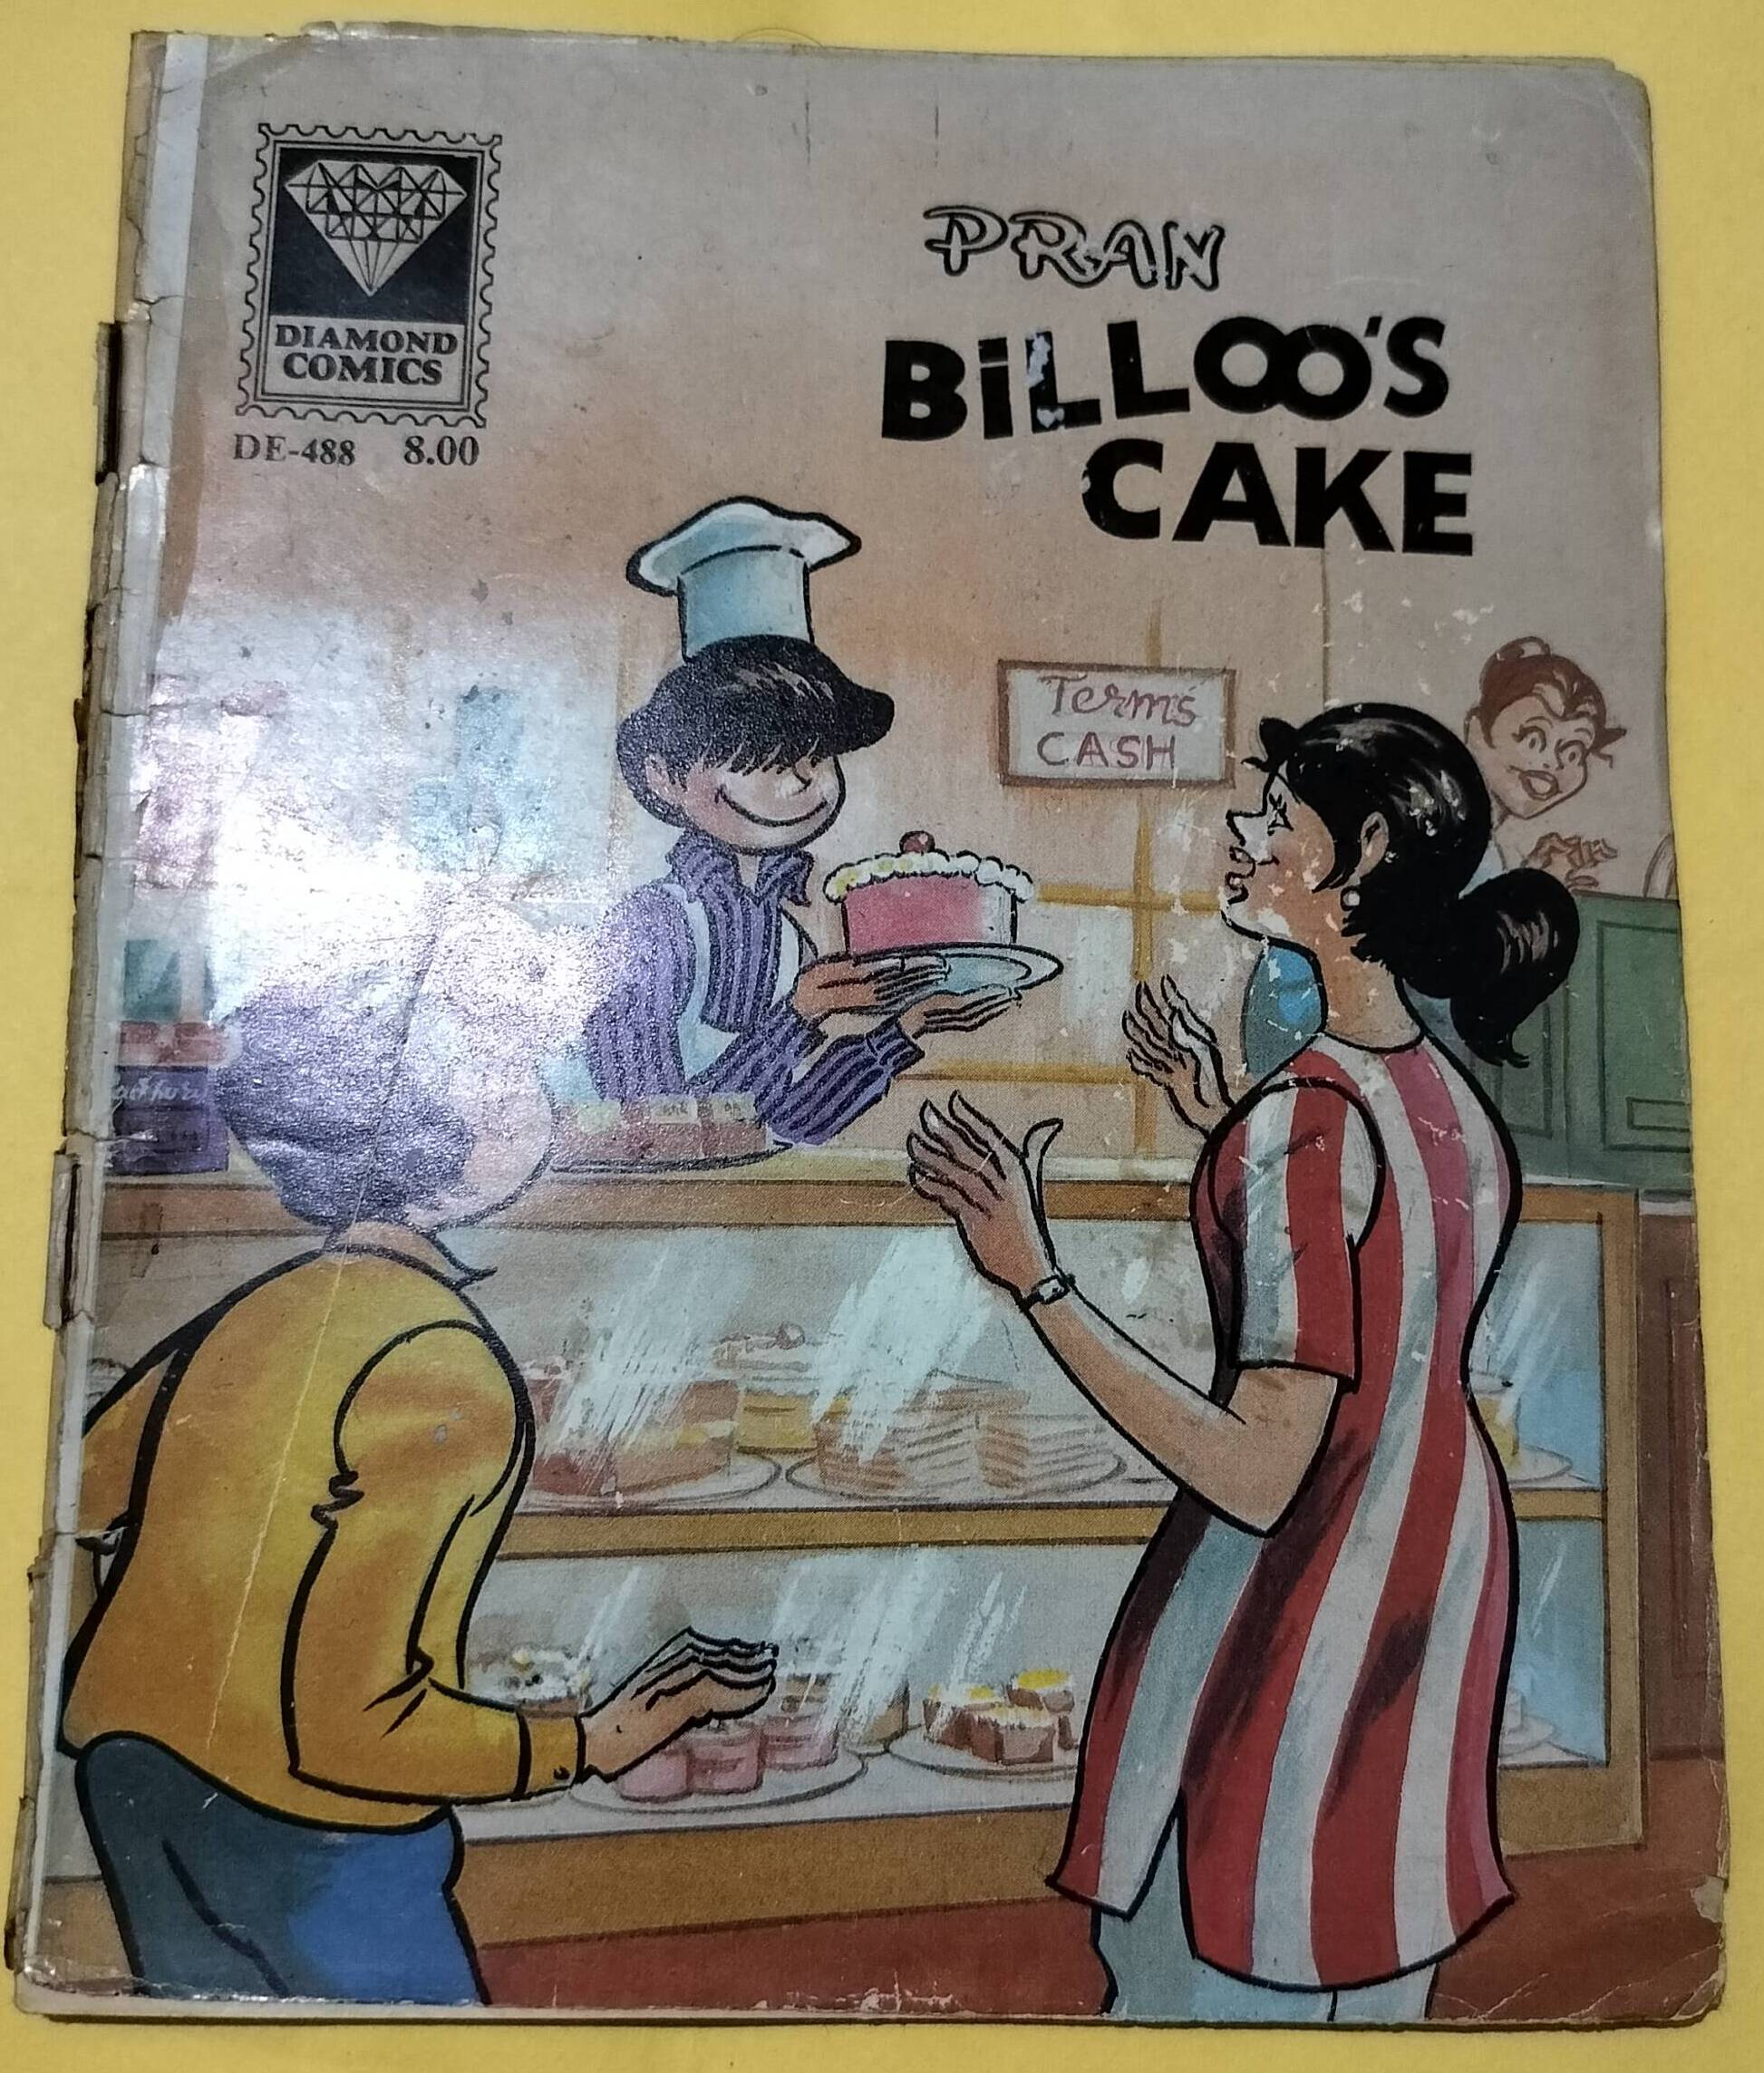 DIAMOND
COMICS
DE-488 8.00
PRAN
BiLLOO'S
CAKE
Terms
CASH